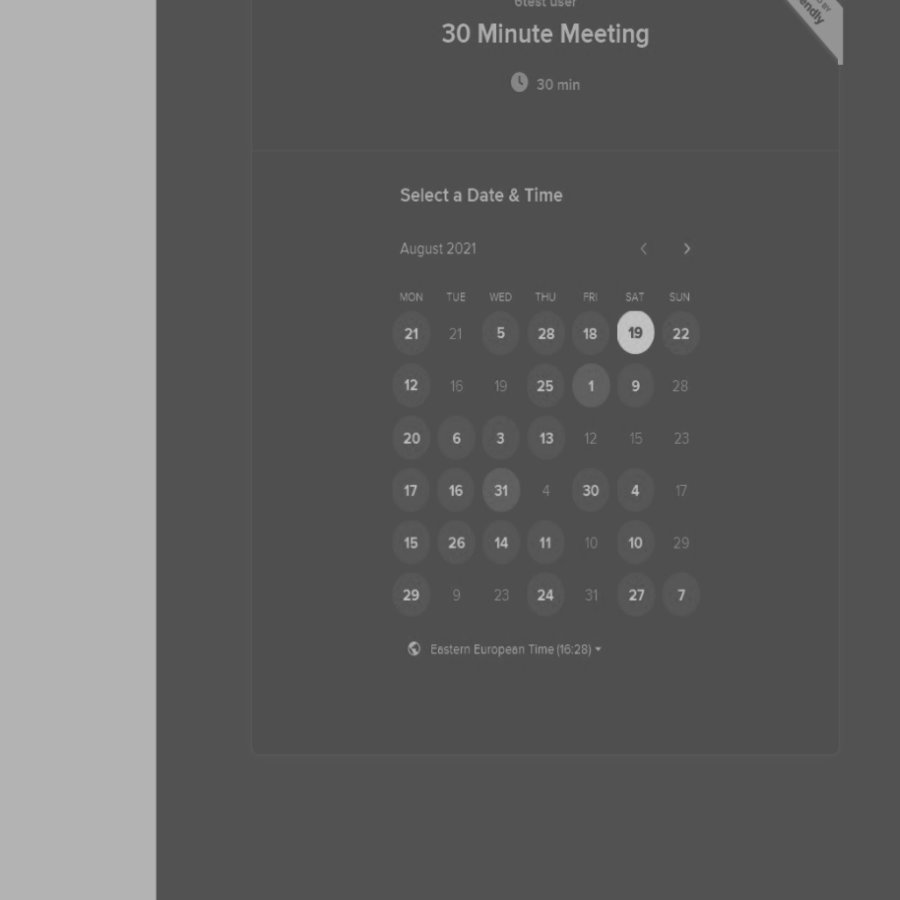 6test user
30 Minute Meeting
30 min
Select a Date & Time
August 2021
MON TUE WED THU FRI SAT SUN
21 21 5 28 18 19 22
12 16 19 25 1 9 28
20 6 3 13 12 15 23
17 16 31 4 30 4 17
15 26 14 11 10 10 29
29 9 23 24 31 27 7
Eastern European Time (16:28)